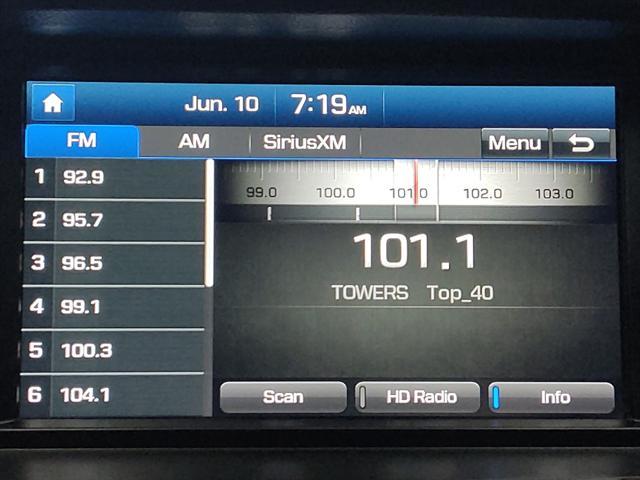 Jun. 10 7:19 AM
FM AM SiriusXM Menu
1 92.9
2 95.7
3 96.5
4 99.1
5 100.3
6 104.1
99.0 100.0 101.0 102.0 103.0
101.1
TOWERS Top_40
Scan HD Radio Info